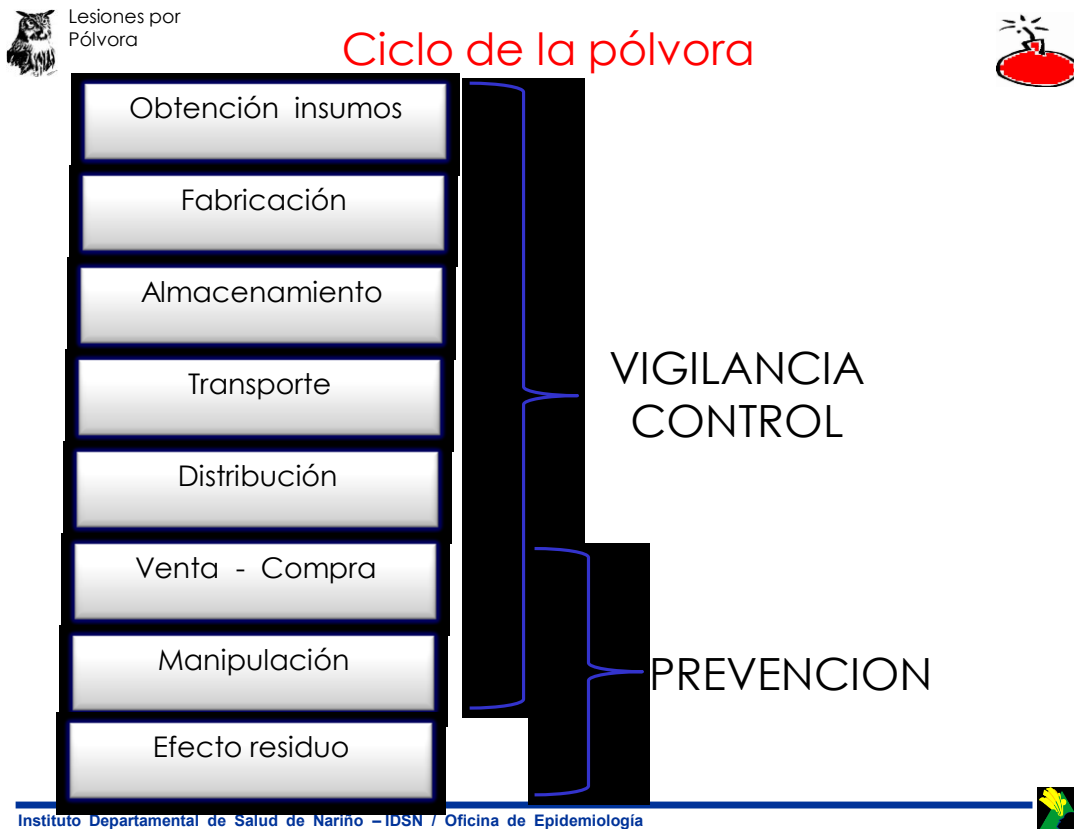 Lesiones por
Pólvora
Ciclo de la pólvora
Obtención insumos
Fabricación
Almacenamiento
Transporte
Distribución
Venta - Compra
Manipulación
Efecto residuo
VIGILANCIA
CONTROL
PREVENCION
Instituto Departamental de Salud de Nariño – IDSN / Oficina de Epidemiología